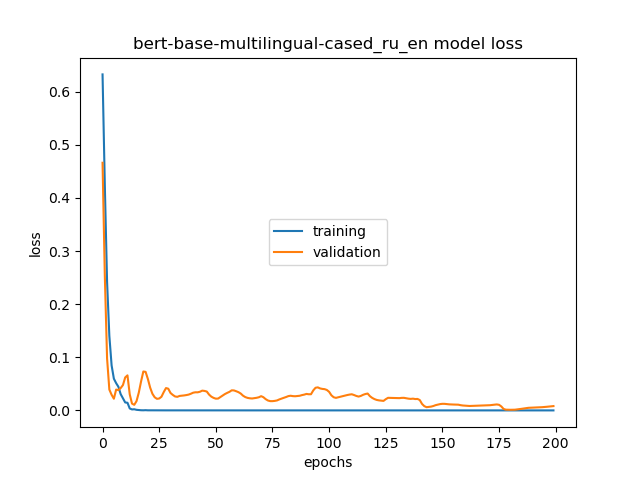 bert-base-multilingual-cased_ru_en model loss
loss
0.6
0.5
0.4
0.3
0.2
0.1
0.0
training
validation
0 25 50 75 100 125 150 175 200
epochs